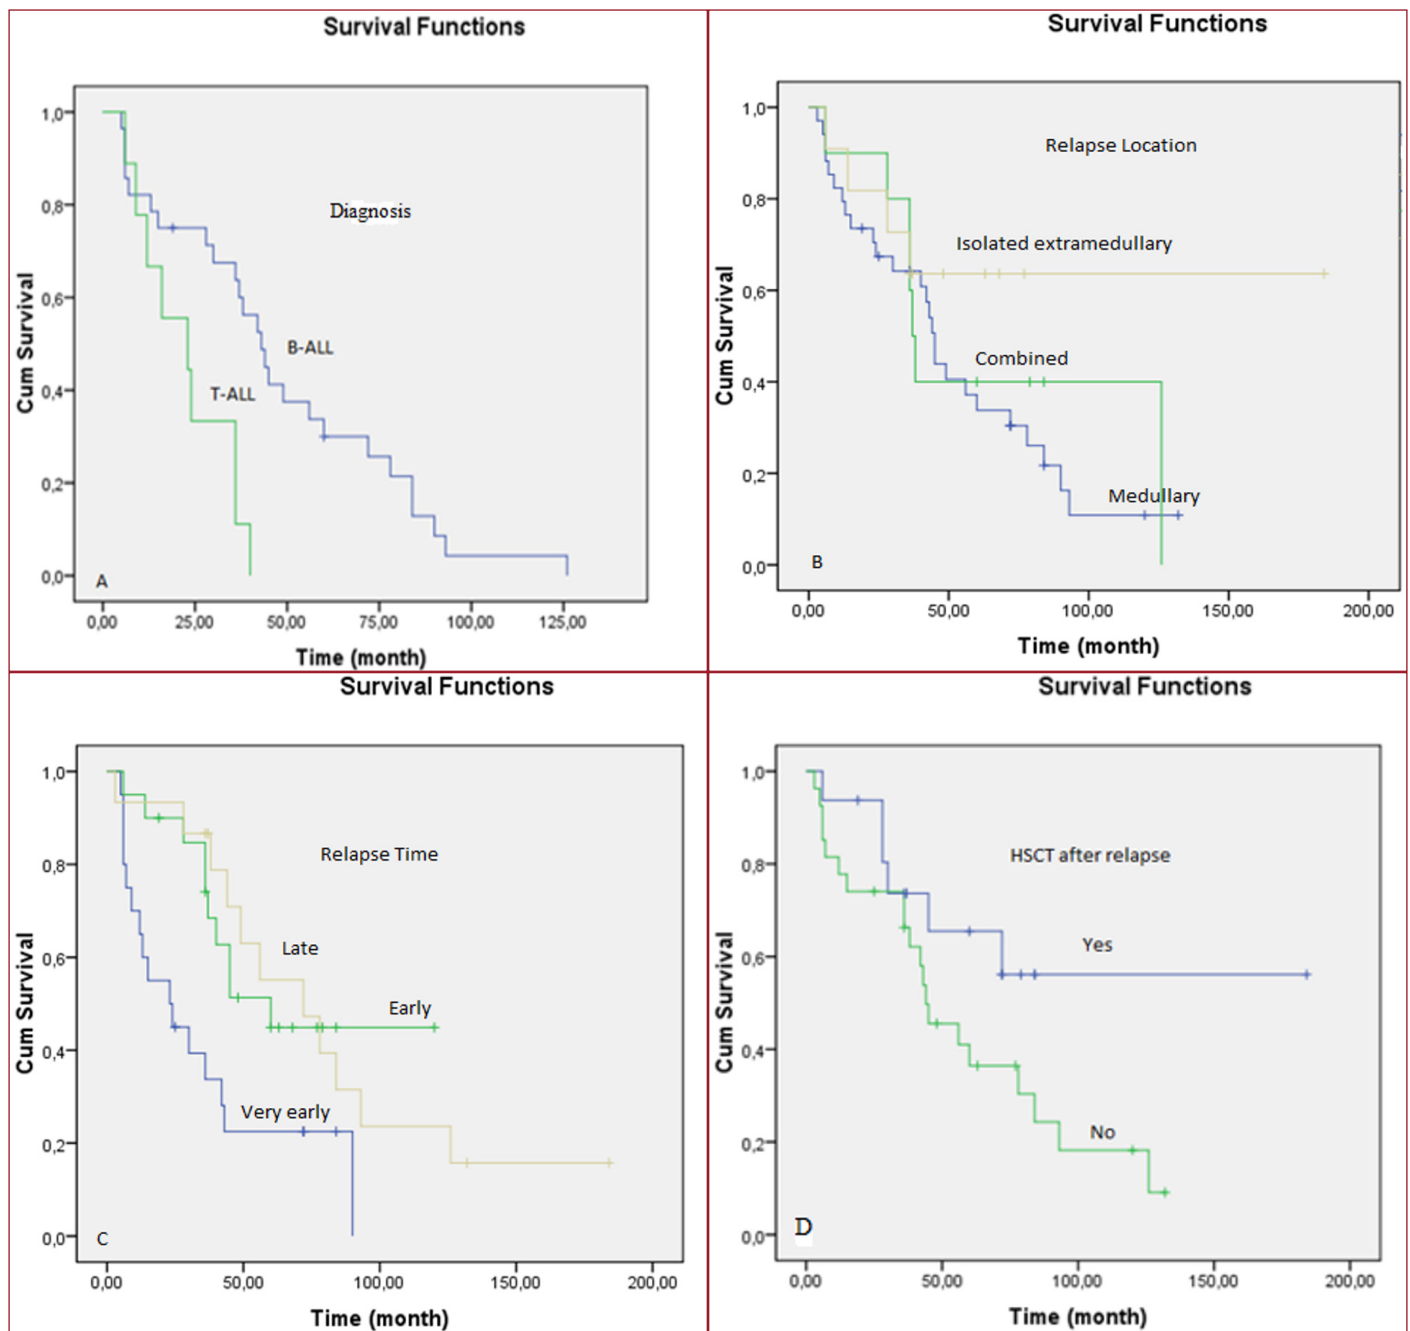 Survival Functions
1,0
0,8
0,6
0,4
0,2
0,0
Cum Survival
Diagnosis
B-ALL
T-ALL
A
0,00 25,00 50,00 75,00 100,00 125,00
Time (month)
Survival Functions
1,0
0,8
0,6
0,4
0,2
0,0
Cum Survival
Relapse Location
Isolated extramedullary
Combined
Medullary
B
0,00 50,00 100,00 150,00 200,00
Time (month)
Survival Functions
1,0
0,8
0,6
0,4
0,2
0,0
Cum Survival
Relapse Time
Late
Early
Very early
C
0,00 50,00 100,00 150,00 200,00
Time (month)
Survival Functions
1,0
0,8
0,6
0,4
0,2
0,0
Cum Survival
HSCT after relapse
Yes
No
D
0,00 50,00 100,00 150,00 200,00
Time (month)